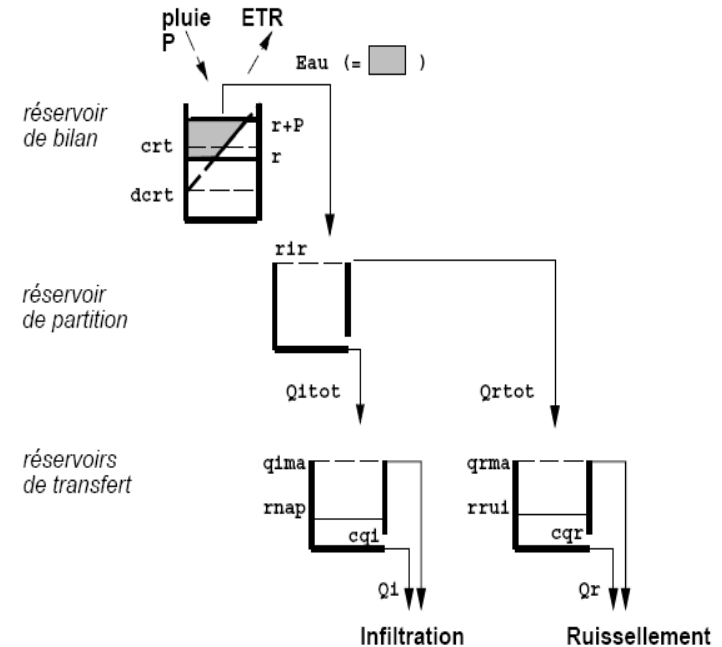 pluie ETR
P
Eau (= )
réservoir
de bilan
r+P
crt
r
dcrt
rir
réservoir
de partition
Qitot Qrtot
réservoirs
de transfert
qima qrma
rnap rrui
cqi cqr
Qi Qr
Infiltration Ruissellement